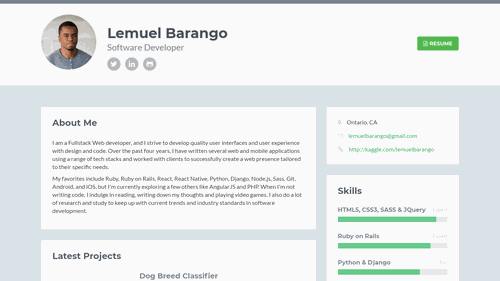 Lemuel Barango
Software Developer
RESUME
About Me
I am a Fullstack Web developer, and I strive to develop quality user interfaces and user experience
with design and code. Over the past four years, I have written several web and mobile applications
using a range of tech stacks and worked with clients to successfully create a web presence tailored
to their specific needs.
My favorites include Ruby, Ruby on Rails, React, React Native, Python, Django, Node.js, Sass, Git,
Android, and iOS, but I'm currently exploring a few others like Angular JS and PHP. When I'm not
writing code, I indulge in reading, writing down my thoughts and playing video games. I also do a lot
of research and study to keep up with current trends and industry standards in software
development.
Latest Projects
Dog Breed Classifier
Ontario, CA
lemuelbarango@gmail.com
http://kaggle.com/lemuelbarango
Skills
HTML5, CSS3, SASS & JQuery
Ruby on Rails
Python & Django